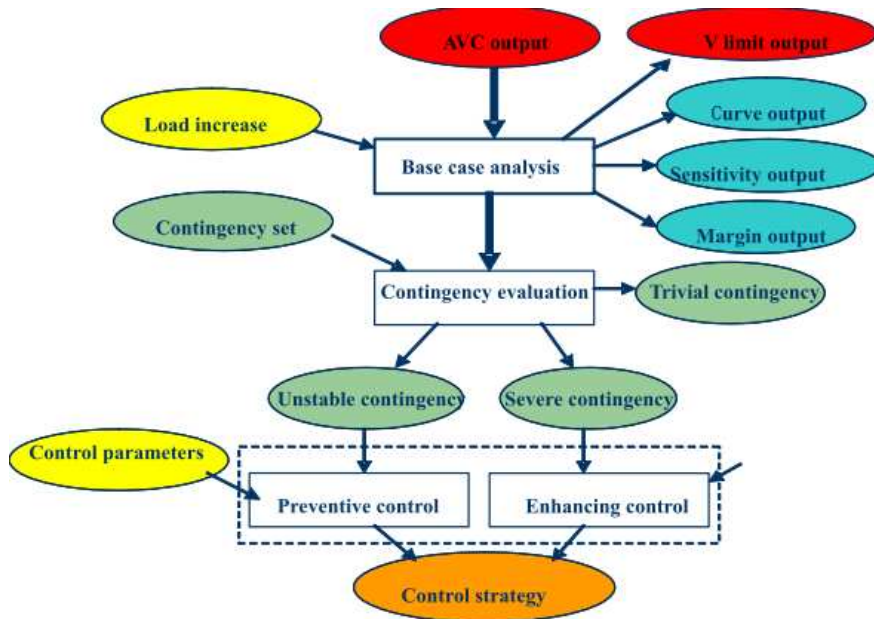 AVC output
V limit output
Curve output
Load increase
Base case analysis
Sensitivity output
Contingency set
Margin output
Contingency evaluation
Trivial contingency
Unstable contingency
Severe contingency
Control parameters
Preventive control
Enhancing control
Control strategy